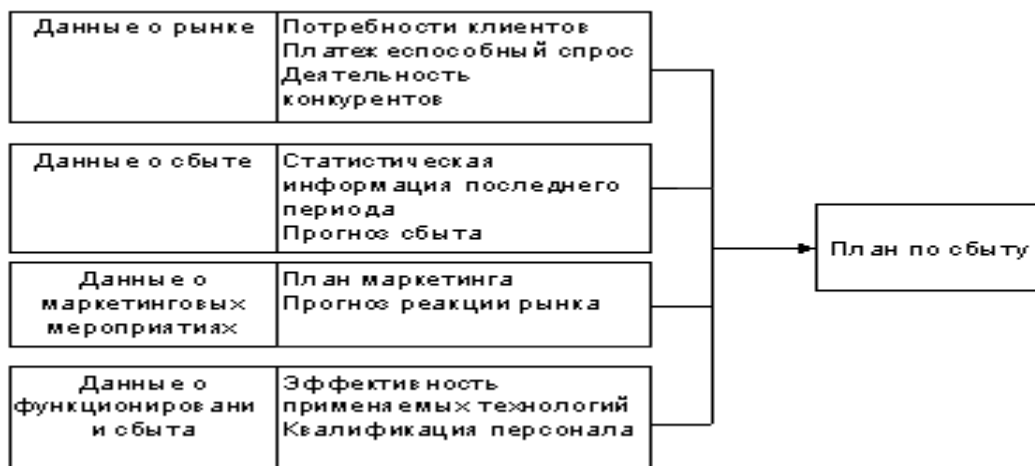 Данные о рынке
Потребности клиентов
Платежеспособный спрос
Деятельность
конкурентов
Данные о сбыте
Статистическая
информация последнего
периода
Прогноз сбыта
Данные о
маркетинговых
мероприятиях
План маркетинга
Прогноз реакции рынка
Данные о
функционировани
и сбыта
Эффективность
применяемых технологий
Квалификация персонала
План по сбыту